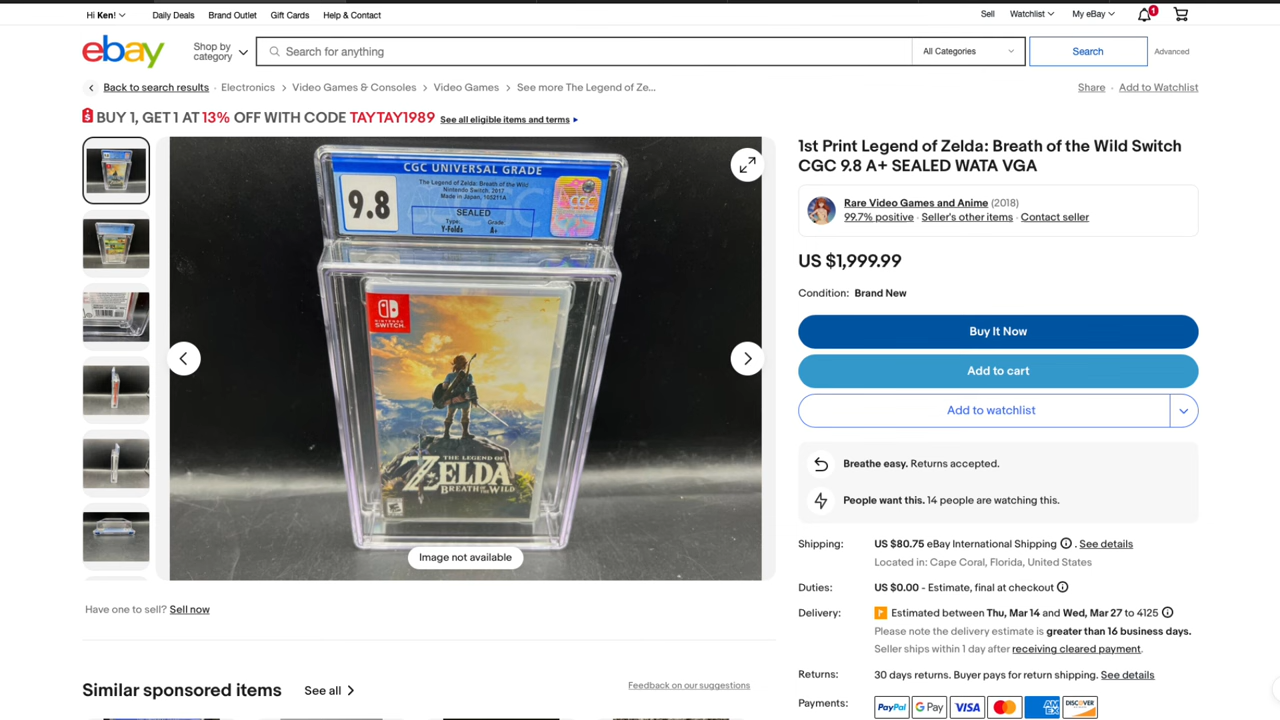 Hi Ken!
Daily Deals
Brand Outlet
Gift Cards
Help & Contact
Sell
Watchlist
My eBay
1
ebay
Shop by category
Search for anything
All Categories
Search
Advanced
Back to search results
Electronics
Video Games & Consoles
Video Games
See more The Legend of Ze...
Share
Add to Watchlist
BUY 1, GET 1 AT 13% OFF WITH CODE TAYTAY1989 See all eligible items and terms
CGC UNIVERSAL GRADE
9.8
The Legend of Zelda: Breath of the Wild
Nintendo Switch, 2017
Made in Japan, 105211A
SEALED
Type: Grade
Y-Folds A+
CGC
NINTENDO
SWITCH
THE LEGEND OF
ZELDA
BREATH OF THE WILD
E
Image not available
Have one to sell? Sell now
Similar sponsored items
See all
Feedback on our suggestions
1st Print Legend of Zelda: Breath of the Wild Switch
CGC 9.8 A+ SEALED WATA VGA
Rare Video Games and Anime (2018)
99.7% positive · Seller's other items · Contact seller
US $1,999.99
Condition: Brand New
Buy It Now
Add to cart
Add to watchlist
Breathe easy. Returns accepted.
People want this. 14 people are watching this.
Shipping: US $80.75 eBay International Shipping . See details
Located in: Cape Coral, Florida, United States
Duties: US $0.00 - Estimate, final at checkout
Delivery: Estimated between Thu, Mar 14 and Wed, Mar 27 to 4125
Please note the delivery estimate is greater than 16 business days.
Seller ships within 1 day after receiving cleared payment.
Returns: 30 days returns. Buyer pays for return shipping. See details
Payments: PayPal G Pay VISA AM EX DISCOVER